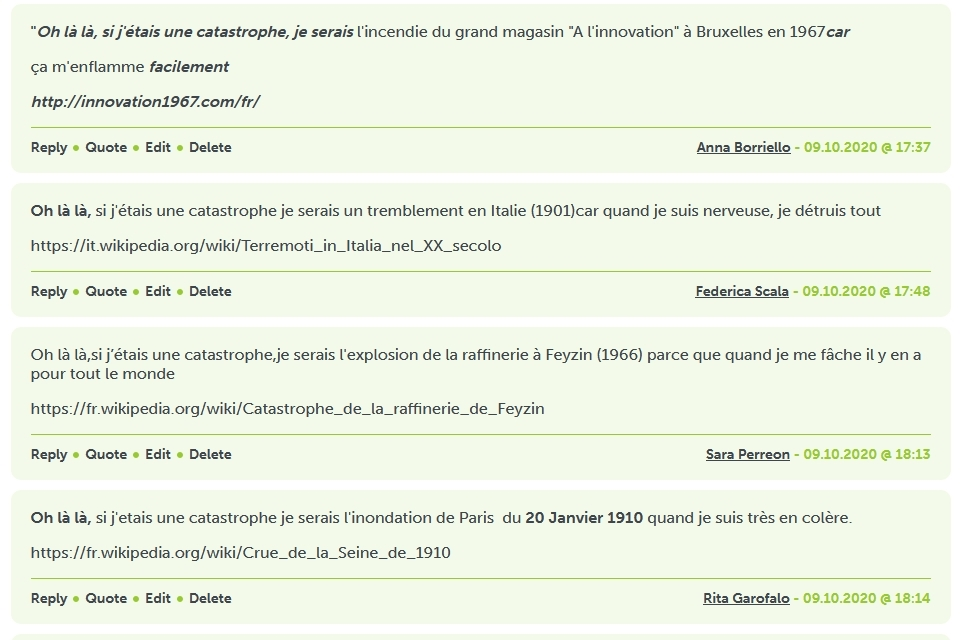 "Oh là là, si j'étais une catastrophe, je serais l'incendie du grand magasin "A l'innovation" à Bruxelles en 1967car
ça m'enflamme facilement
http://innovation1967.com/fr/
Reply • Quote • Edit • Delete Anna Borriello - 09.10.2020 @ 17:37
Oh là là, si j'étais une catastrophe je serais un tremblement en Italie (1901)car quand je suis nerveuse, je détruis tout
https://it.wikipedia.org/wiki/Terremoti_in_Italia_nel_XX_secolo
Reply • Quote • Edit • Delete Federica Scala - 09.10.2020 @ 17:48
Oh là là,si j’étais une catastrophe,je serais l'explosion de la raffinerie à Feyzin (1966) parce que quand je me fâche il y en a
pour tout le monde
https://fr.wikipedia.org/wiki/Catastrophe_de_la_raffinerie_de_Feyzin
Reply • Quote • Edit • Delete Sara Perreon - 09.10.2020 @ 18:13
Oh là là, si j'etais une catastrophe je serais l'inondation de Paris du 20 Janvier 1910 quand je suis très en colère.
https://fr.wikipedia.org/wiki/Crue_de_la_Seine_de_1910
Reply • Quote • Edit • Delete Rita Garofalo - 09.10.2020 @ 18:14